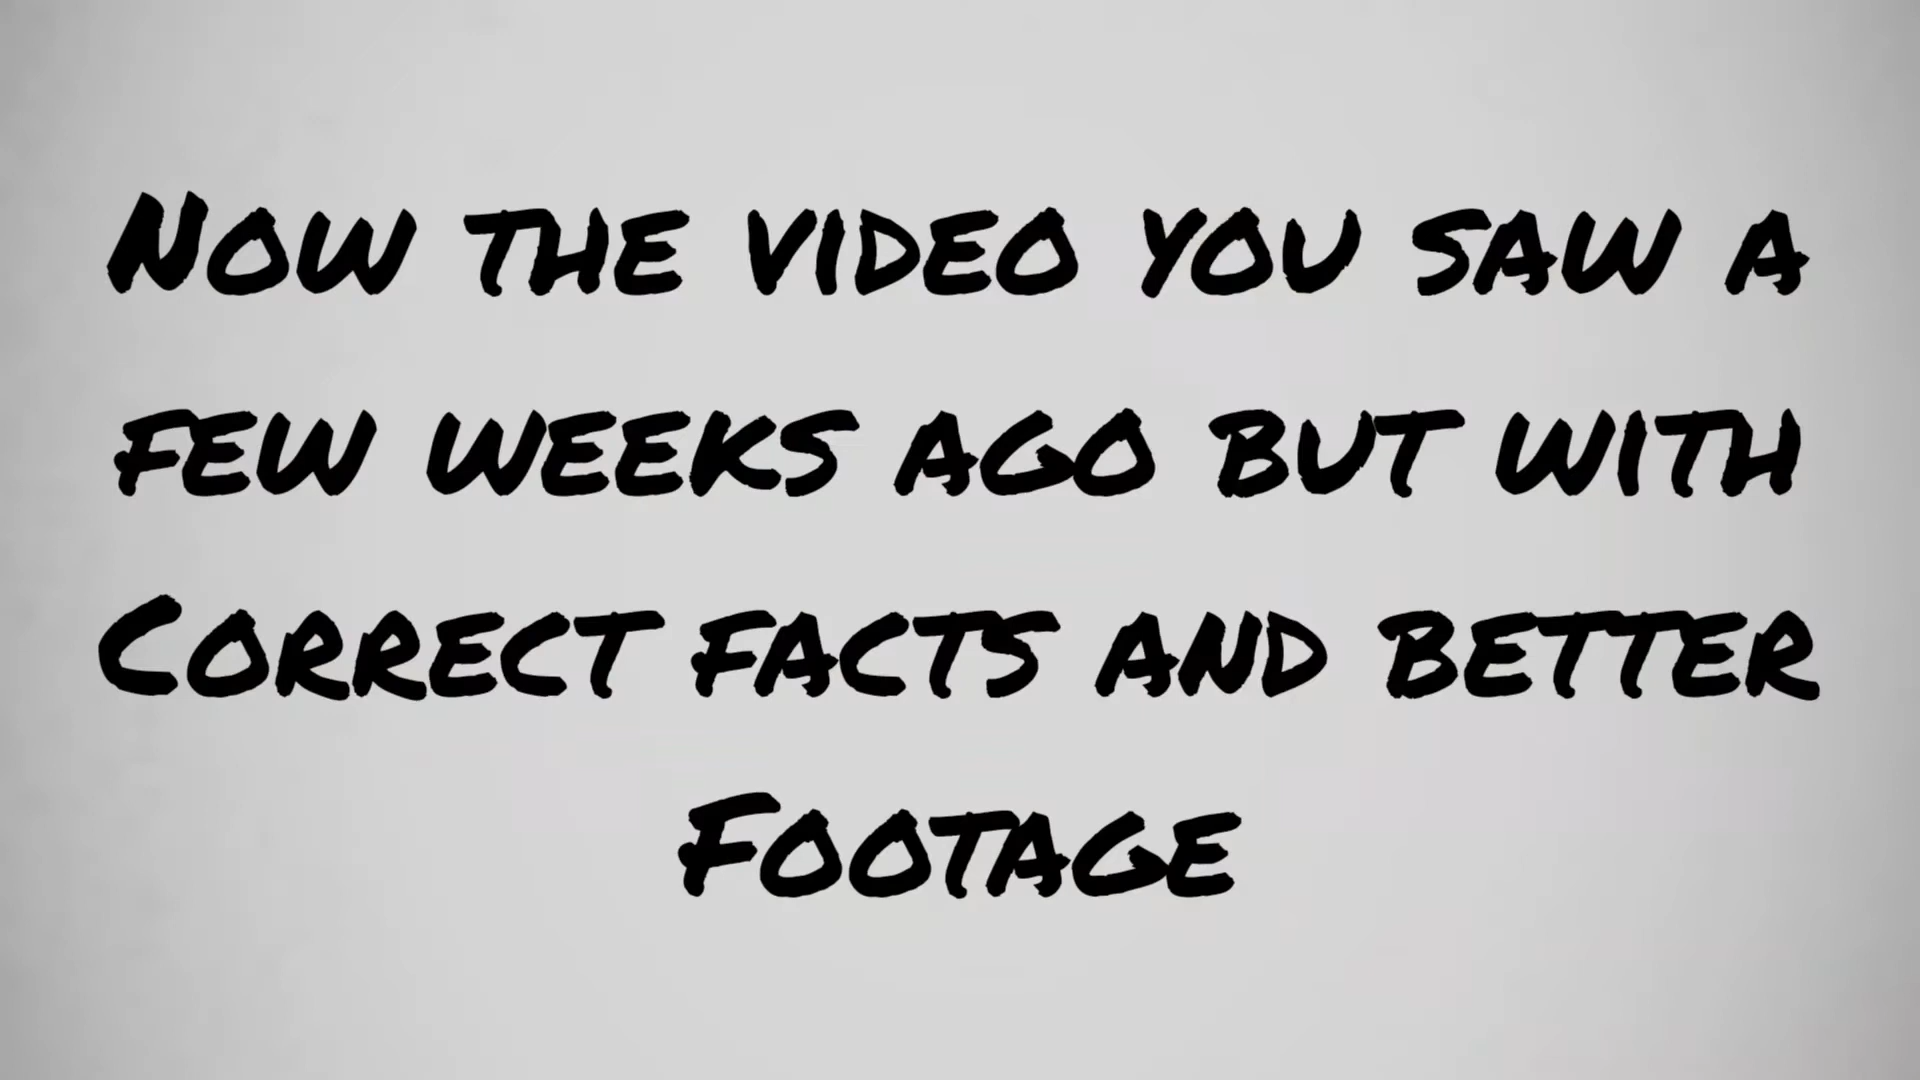 Now the video you saw a
few weeks ago but with
Correct facts and better
Footage